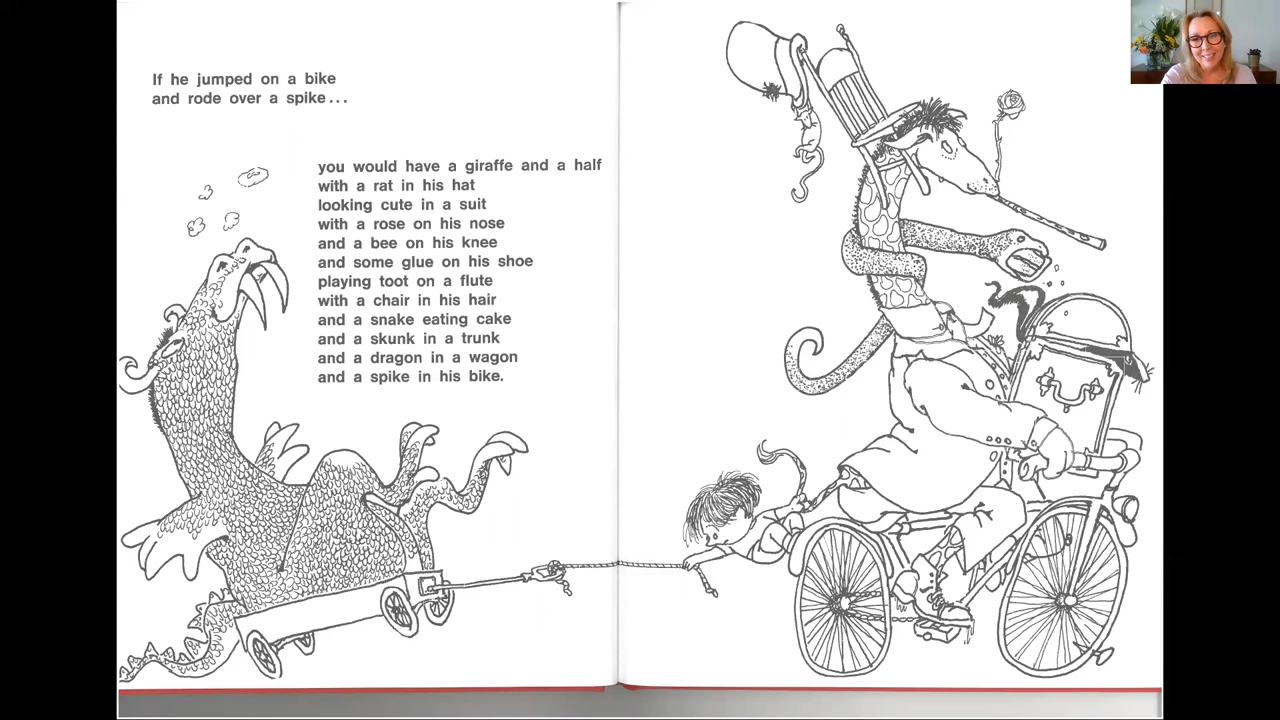 If he jumped on a bike
and rode over a spike...
you would have a giraffe and a half
with a rat in his hat
looking cute in a suit
with a rose on his nose
and a bee on his knee
and some glue on his shoe
playing toot on a flute
with a chair in his hair
and a snake eating cake
and a skunk in a trunk
and a dragon in a wagon
and a spike in his bike.